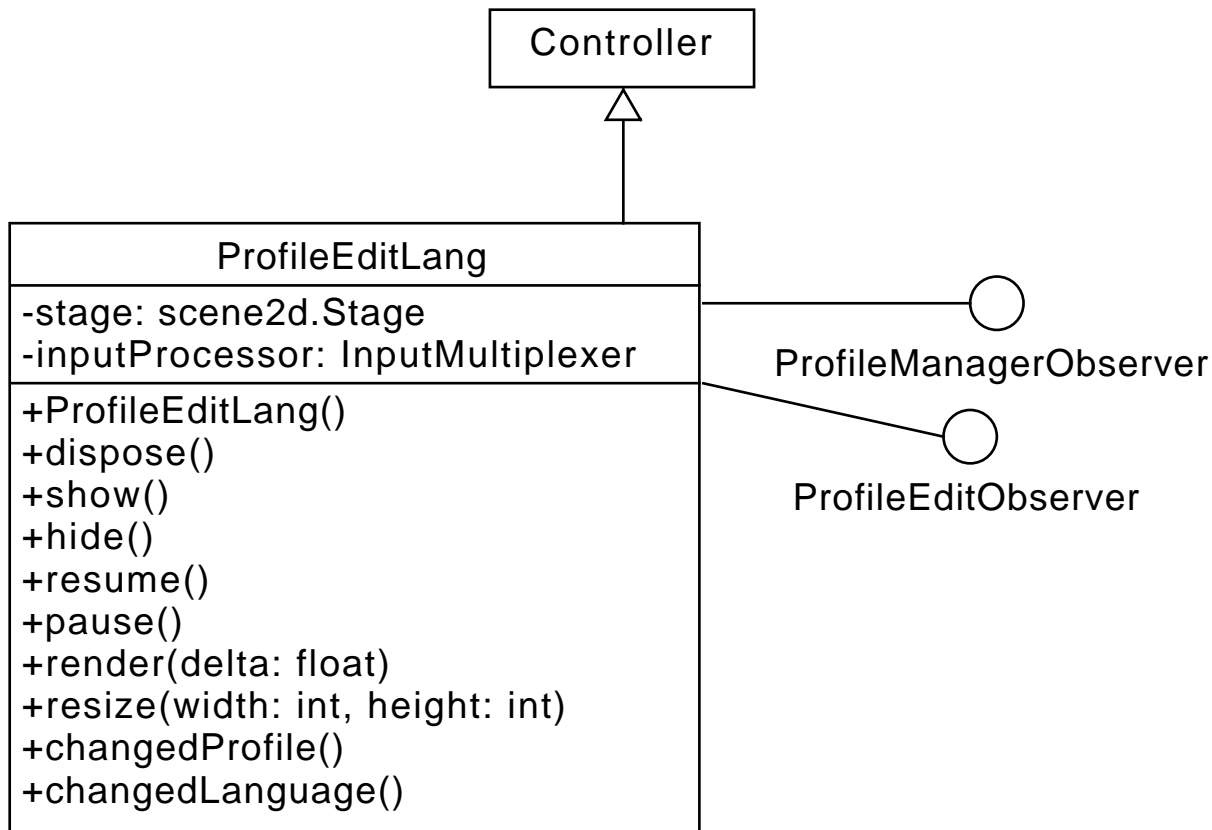 Controller
ProfileEditLang
-stage: scene2d.Stage
-inputProcessor: InputMultiplexer
+ProfileEditLang()
+dispose()
+show()
+hide()
+resume()
+pause()
+render(delta: float)
+resize(width: int, height: int)
+changedProfile()
+changedLanguage()
ProfileManagerObserver
ProfileEditObserver